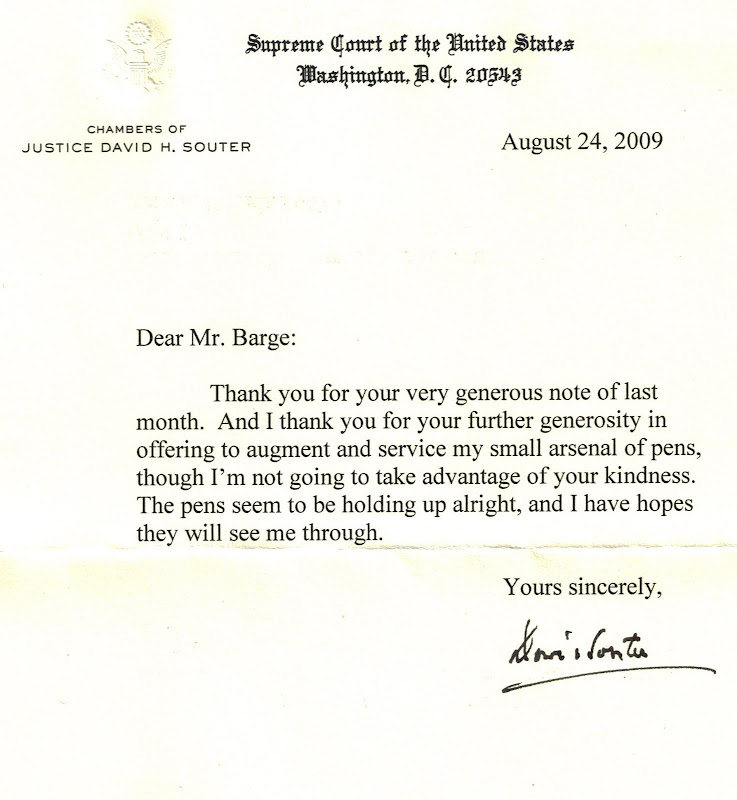 Supreme Court of the United States
Washington, D. C. 20543
CHAMBERS OF
JUSTICE DAVID H. SOUTER
August 24, 2009
Dear Mr. Barge:
Thank you for your very generous note of last
month. And I thank you for your further generosity in
offering to augment and service my small arsenal of pens,
though I'm not going to take advantage of your kindness.
The pens seem to be holding up alright, and I have hopes
they will see me through.
Yours sincerely,
David Souter